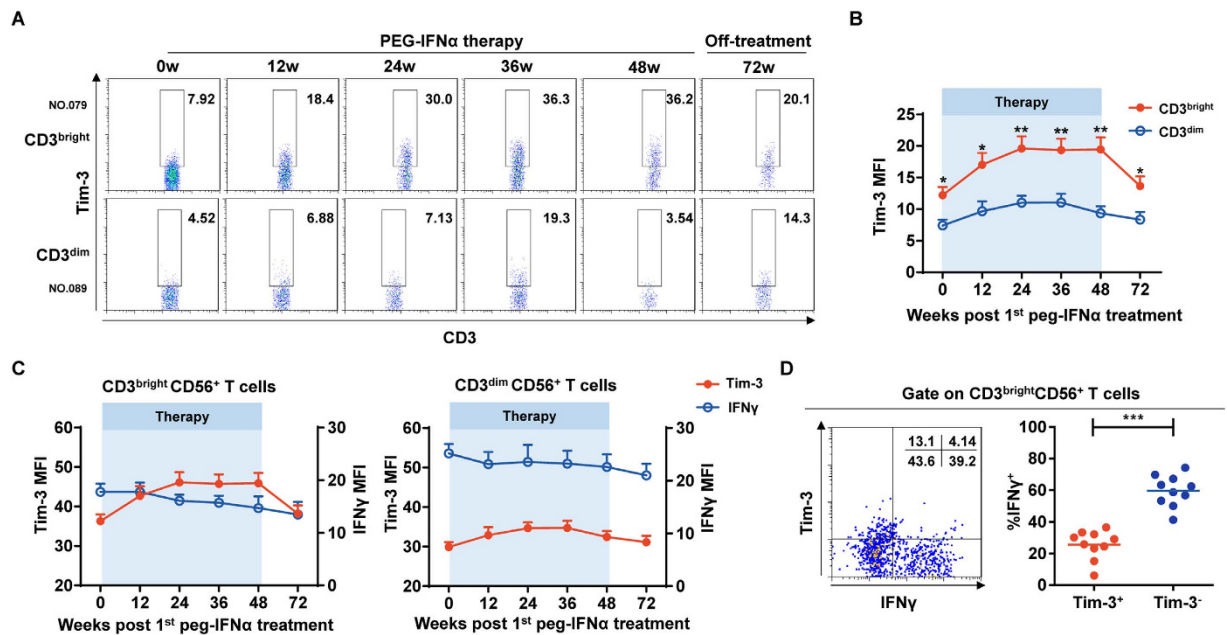 A
PEG-IFNα therapy Off-treatment
0w 12w 24w 36w 48w 72w
NO.079
CD3bright
7.92 18.4 30.0 36.3 36.2 20.1
Tim-3
CD3dim
NO.089
4.52 6.88 7.13 19.3 3.54 14.3
CD3
B
Therapy
CD3bright
CD3dim
Tim-3 MFI
25
20
15
10
5
0
* * ** ** ** *
0 12 24 36 48 72
Weeks post 1st peg-IFNα treatment
C
CD3bright CD56+ T cells
Therapy
Tim-3 MFI
60
50
40
30
20
IFNγ MFI
30
20
10
0
0 12 24 36 48 72
Weeks post 1st peg-IFNα treatment
CD3dim CD56+ T cells
Therapy
Tim-3
IFNγ
Tim-3 MFI
60
50
40
30
20
IFNγ MFI
30
20
10
0
0 12 24 36 48 72
Weeks post 1st peg-IFNα treatment
D
Gate on CD3brightCD56+ T cells
13.1 4.14
43.6 39.2
Tim-3
IFNγ
***
%IFNγ+
100
80
60
40
20
0
Tim-3+ Tim-3-